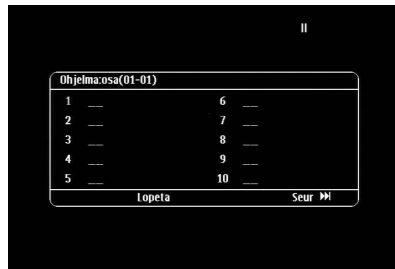 Ohjelma:osa(01-01)
1 __ 6 __
2 __ 7 __
3 __ 8 __
4 __ 9 __
5 __ 10 __
Lopeta Seur